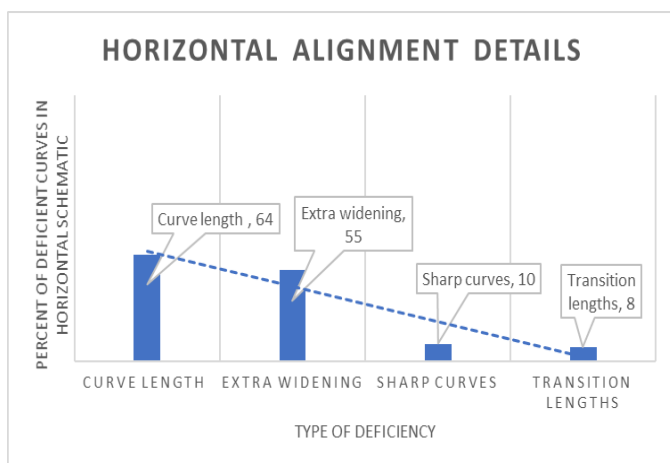 HORIZONTAL ALIGNMENT DETAILS
PERCENT OF DEFICIENT CURVES IN
HORIZONTAL SCHEMATIC
Curve length , 64
Extra widening,
55
Sharp curves, 10
Transition
lengths, 8
CURVE LENGTH
EXTRA WIDENING
SHARP CURVES
TRANSITION
LENGTHS
TYPE OF DEFICIENCY